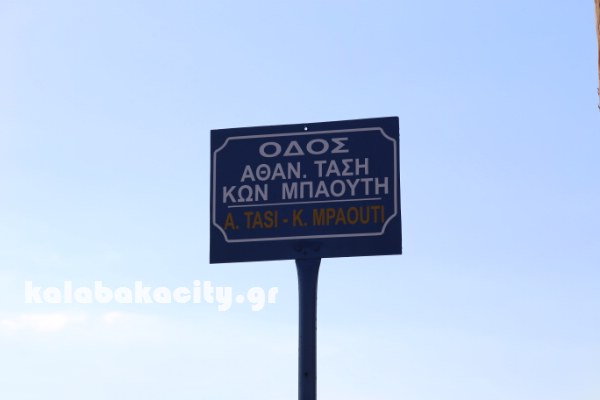 ΟΔΟΣ
ΑΘΑΝ. ΤΑΣΗ
ΚΩΝ ΜΠΑΟΥΤΗ
A. TASI - K. MPAOUTI
kalabakacity.gr